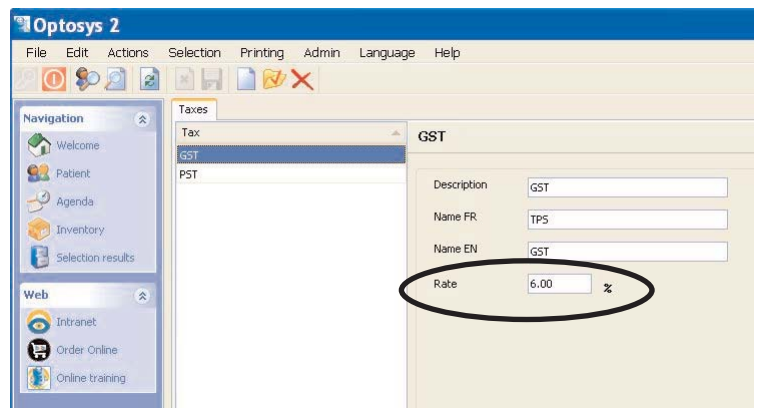 Optosys 2
File Edit Actions Selection Printing Admin Language Help
Navigation
Welcome
Patient
Agenda
Inventory
Selection results
Web
Intranet
Order Online
Online training
Taxes
Tax
GST
PST
GST
Description GST
Name FR TPS
Name EN GST
Rate 6.00 %